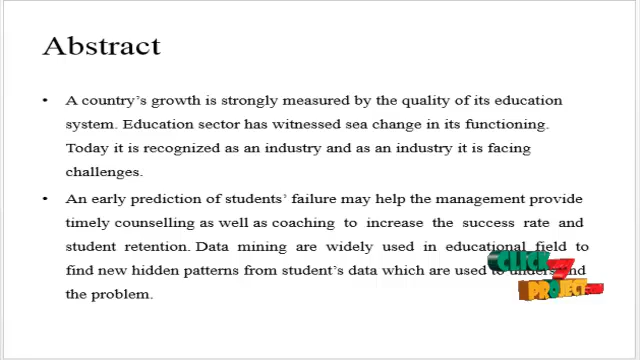 Abstract
• A country's growth is strongly measured by the quality of its education
system. Education sector has witnessed sea change in its functioning.
Today it is recognized as an industry and as an industry it is facing
challenges.
• An early prediction of students' failure may help the management provide
timely counselling as well as coaching to increase the success rate and
student retention. Data mining are widely used in educational field to
find new hidden patterns from student's data which are used to understand
the problem.
CLICK
PROJECT